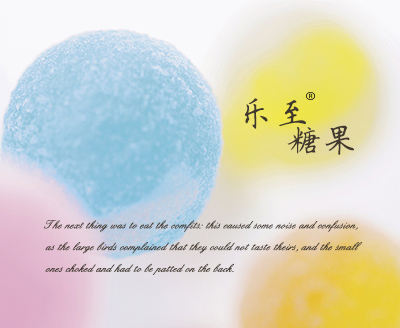 乐至®
糖果
The next thing was to eat the comfits: this caused some noise and confusion,
as the large birds complained that they could not taste theirs, and the small
ones choked and had to be patted on the back.